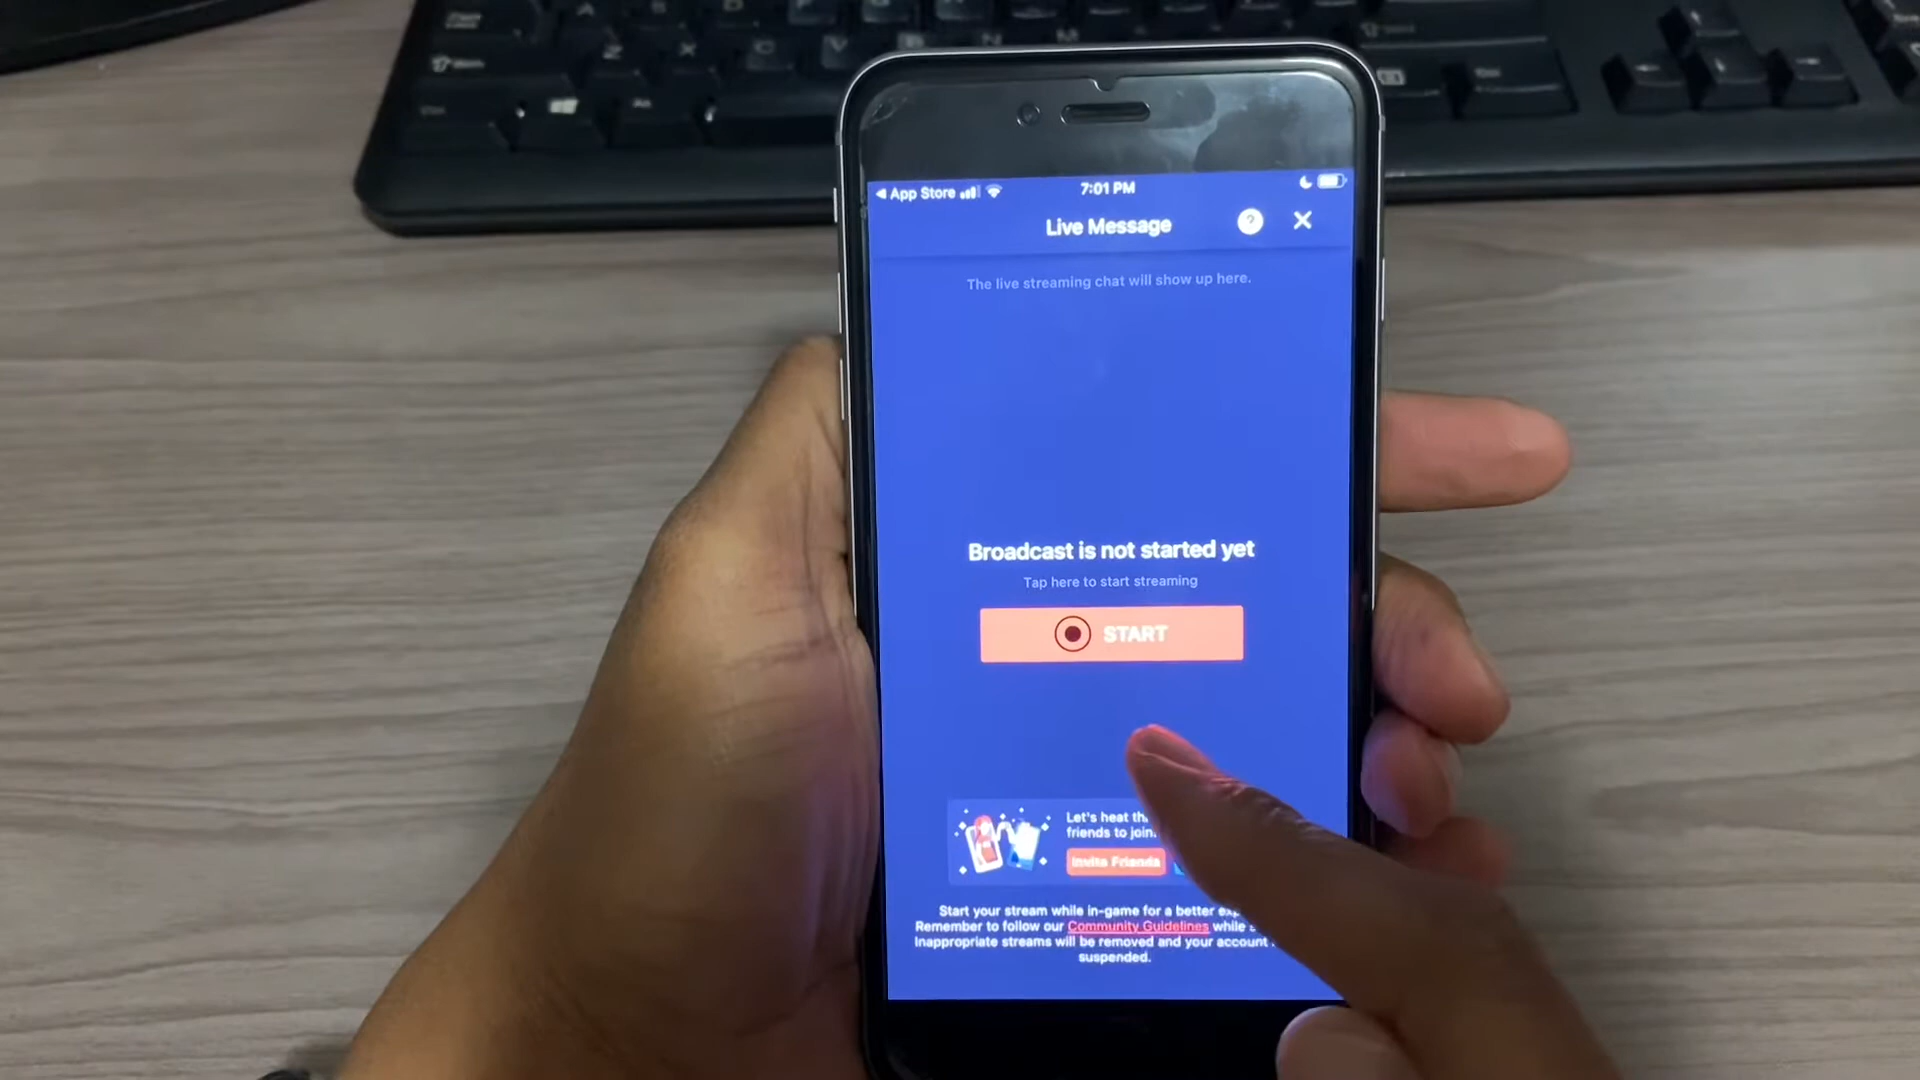 A S D
Z X C V B N M
◀ App Store
7:01 PM
Live Message
?
The live streaming chat will show up here.
Broadcast is not started yet
Tap here to start streaming
START
Let's heat
friends to join.
Invite Friends
Start your stream while in-game for a better
Remember to follow our Community Guidelines while
Inappropriate streams will be removed and your account
suspended.